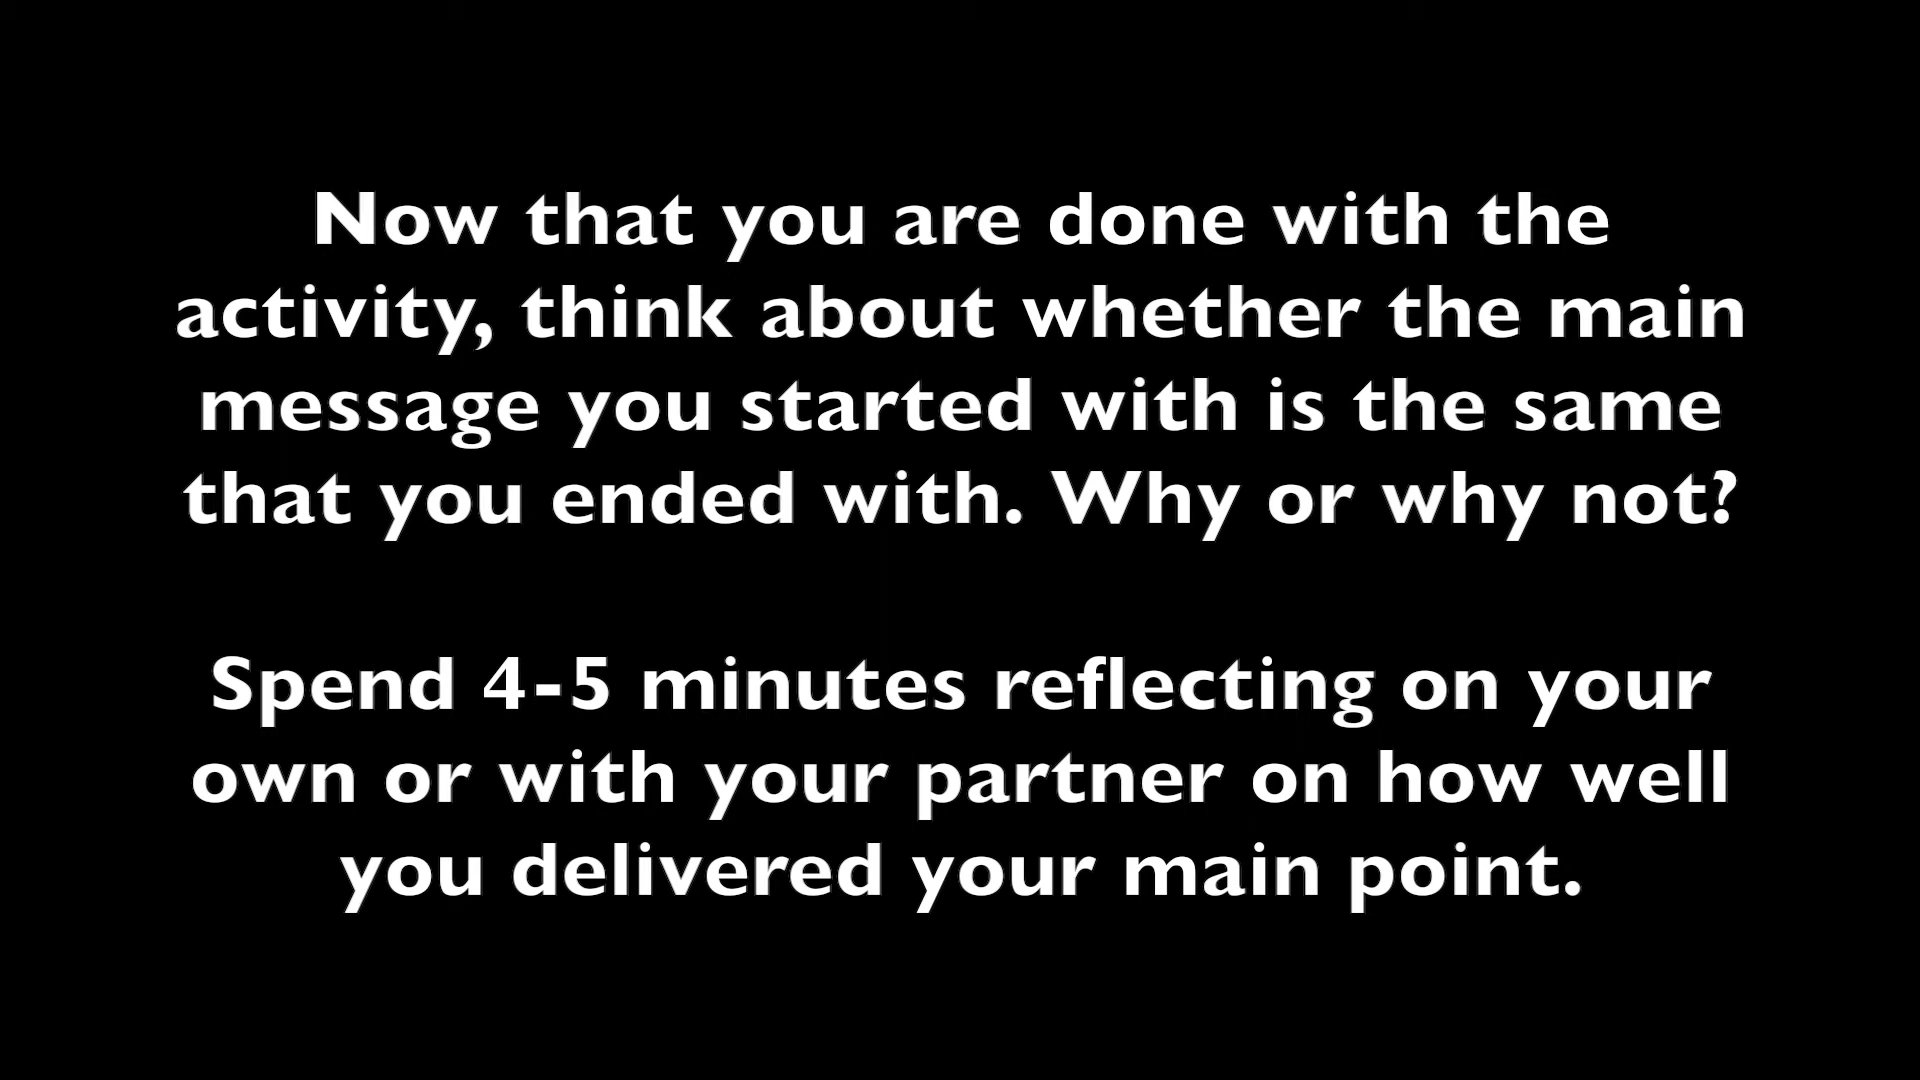 Now that you are done with the
activity, think about whether the main
message you started with is the same
that you ended with. Why or why not?
Spend 4-5 minutes reflecting on your
own or with your partner on how well
you delivered your main point.